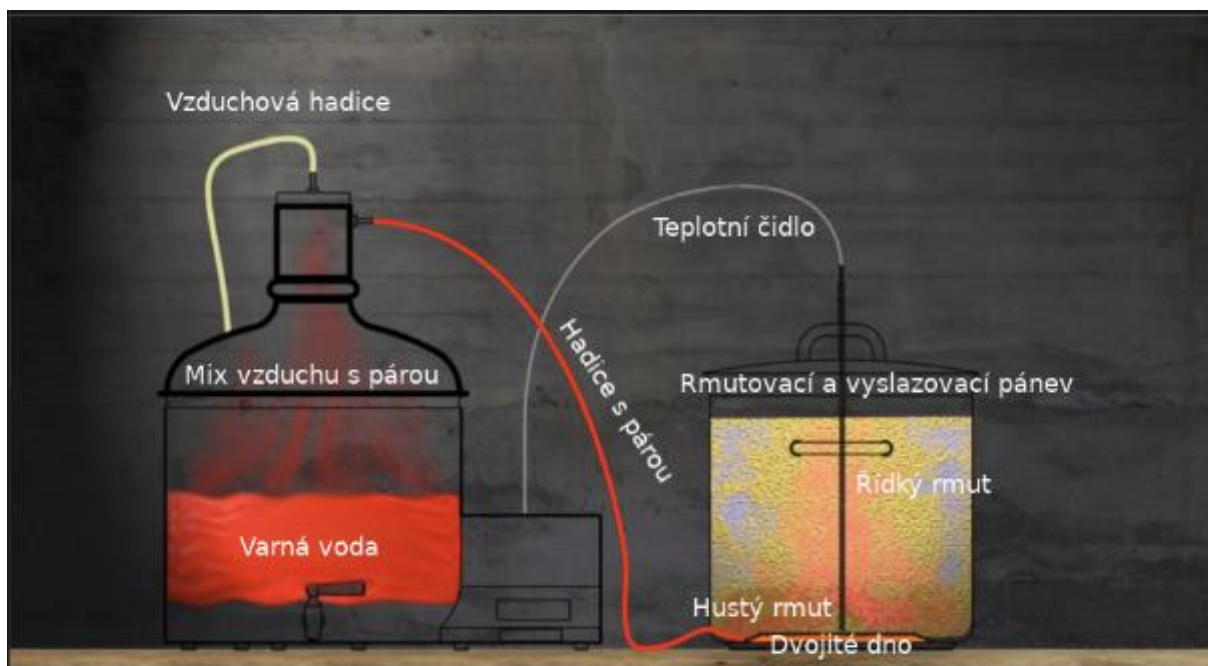 Vzduchová hadice
Teplotní čidlo
Hadice s párou
Mix vzduchu s párou
Rmutovací a vyslazovací pánev
Řídký rmut
Varná voda
Hustý rmut
Dvojité dno